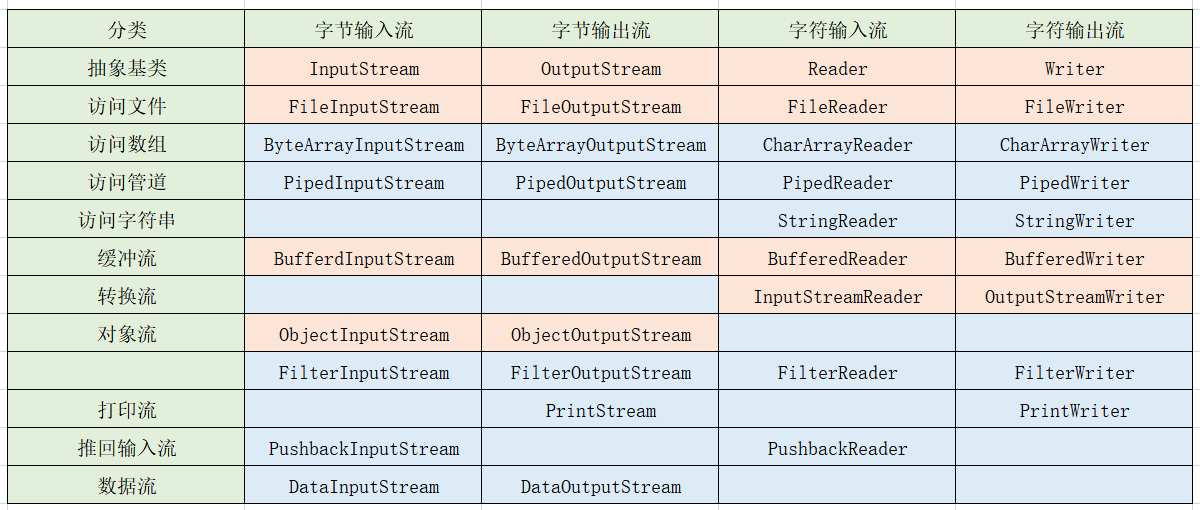 分类 字节输入流 字节输出流 字符输入流 字符输出流
抽象基类 InputStream OutputStream Reader Writer
访问文件 FileInputStream FileOutputStream FileReader FileWriter
访问数组 ByteArrayInputStream ByteArrayOutputStream CharArrayReader CharArrayWriter
访问管道 PipedInputStream PipedOutputStream PipedReader PipedWriter
访问字符串 StringReader StringWriter
缓冲流 BufferdInputStream BufferedOutputStream BufferedReader BufferedWriter
转换流 InputStreamReader OutputStreamWriter
对象流 ObjectInputStream ObjectOutputStream
FilterInputStream FilterOutputStream FilterReader FilterWriter
打印流 PrintStream PrintWriter
推回输入流 PushbackInputStream PushbackReader
数据流 DataInputStream DataOutputStream